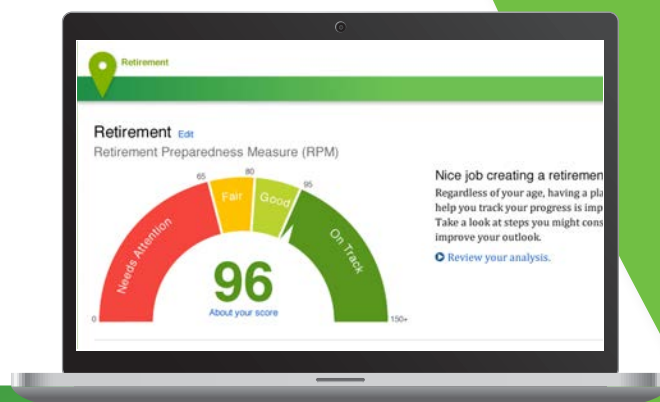 Retirement
Retirement Edit
Retirement Preparedness Measure (RPM)
65
80
95
Needs Attention
Fair
Good
On Track
96
About your score
0
150+
Nice job creating a retiremen
Regardless of your age, having a pla
help you track your progress is imp
Take a look at steps you might cons
improve your outlook.
Review your analysis.